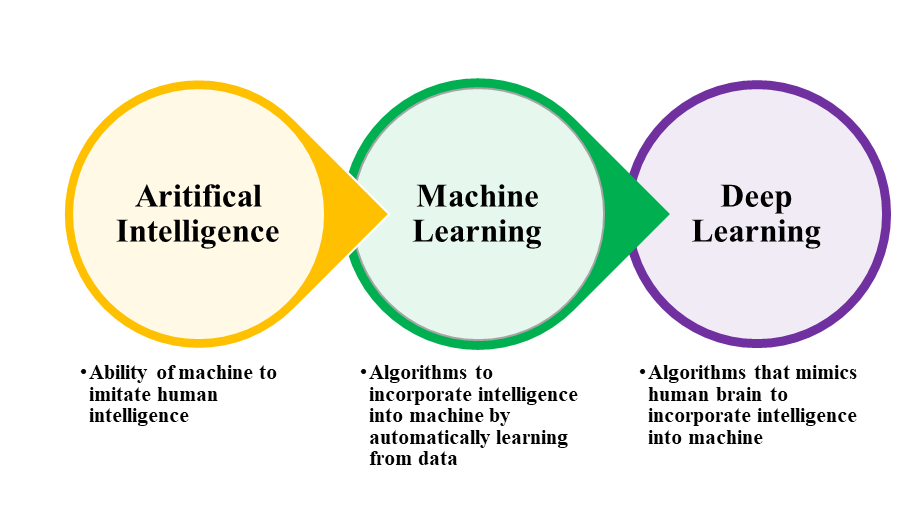 Aritifical
Intelligence
•Ability of machine to
imitate human
intelligence
Machine
Learning
•Algorithms to
incorporate intelligence
into machine by
automatically learning
from data
Deep
Learning
•Algorithms that mimics
human brain to
incorporate intelligence
into machine